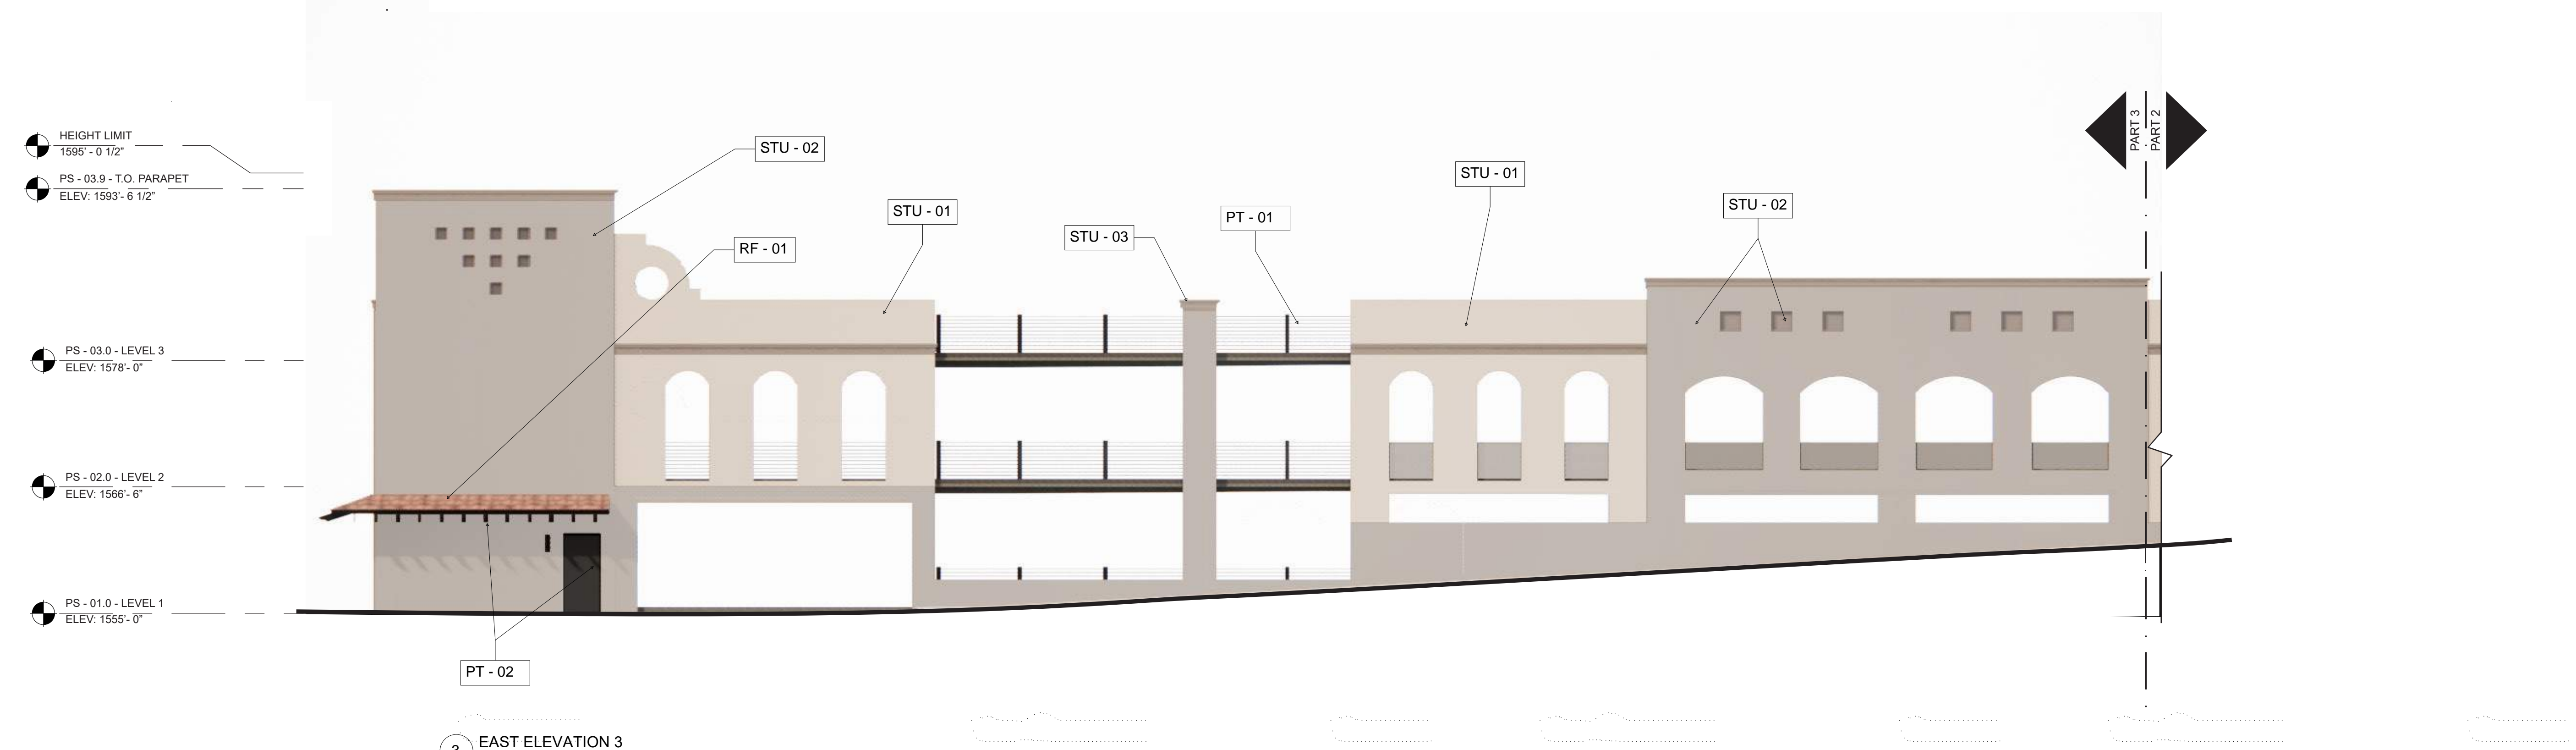 HEIGHT LIMIT
1595' - 0 1/2"
PS - 03.9 - T.O. PARAPET
ELEV: 1593'- 6 1/2"
PS - 03.0 - LEVEL 3
ELEV: 1578'- 0"
PS - 02.0 - LEVEL 2
ELEV: 1566'- 6"
PS - 01.0 - LEVEL 1
ELEV: 1555'- 0"
STU - 02
RF - 01
STU - 01
STU - 03
PT - 01
STU - 01
STU - 02
PART 3
PART 2
PT - 02
EAST ELEVATION 3